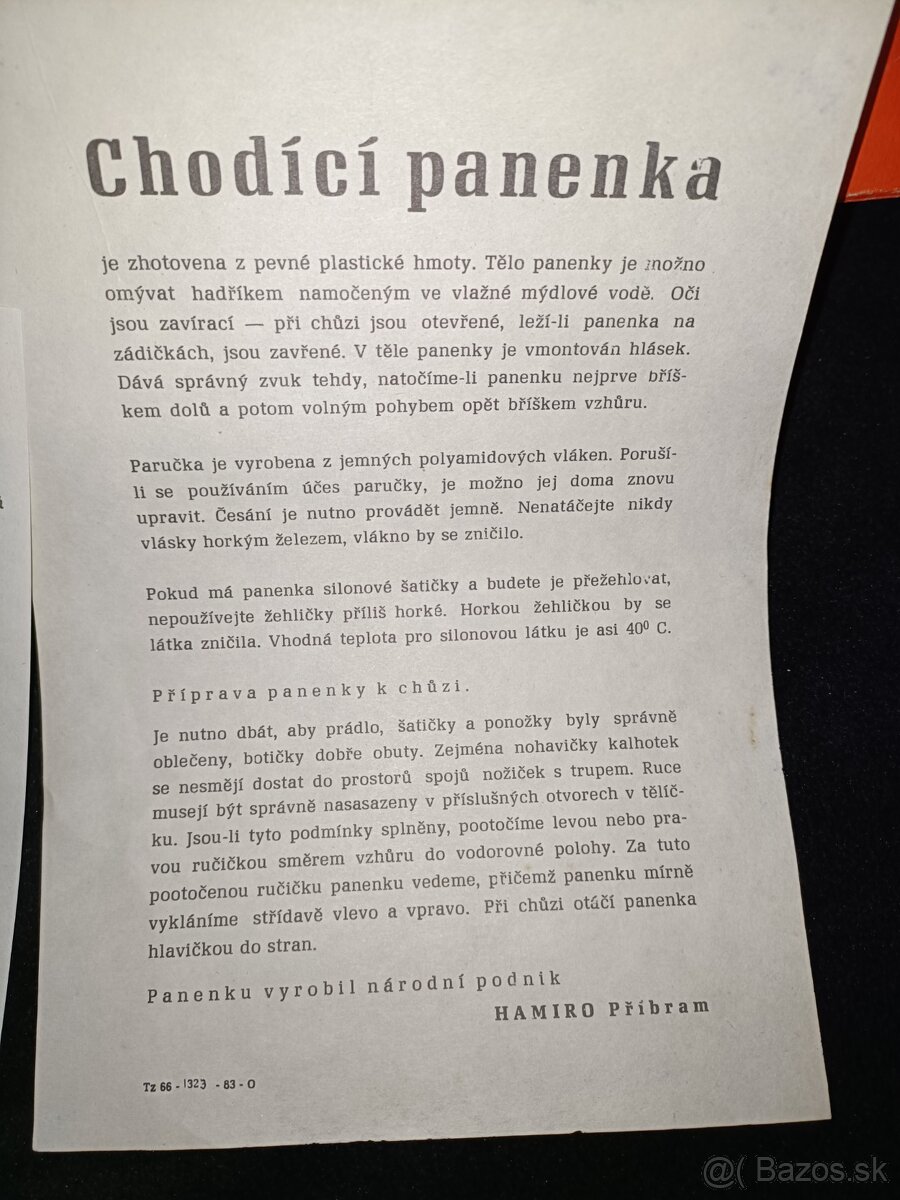 Chodící panenka
je zhotovena z pevné plastické hmoty. Tělo panenky je možno
omývat hadříkem namočeným ve vlažné mýdlové vodě. Oči
jsou zavírací — při chůzi jsou otevřené, leží-li panenka na
zádičkách, jsou zavřené. V těle panenky je vmontován hlásek.
Dává správný zvuk tehdy, natočíme-li panenku nejprve bříš-
kem dolů a potom volným pohybem opět bříškem vzhůru.
Paručka je vyrobena z jemných polyamidových vláken. Poruší-
li se používáním účes paručky, je možno jej doma znovu
upravit. Česání je nutno provádět jemně. Nenatáčejte nikdy
vlásky horkým železem, vlákno by se zničilo.
Pokud má panenka silonové šatičky a budete je přežehlovat,
nepoužívejte žehličky příliš horké. Horkou žehličkou by se
látka zničila. Vhodná teplota pro silonovou látku je asi 40⁰ C.
Příprava panenky k chůzi.
Je nutno dbát, aby prádlo, šatičky a ponožky byly správně
oblečeny, botičky dobře obuty. Zejména nohavičky kalhotek
se nesmějí dostat do prostorů spojů nožiček s trupem. Ruce
musejí být správně nasasazeny v příslušných otvorech v tělíč-
ku. Jsou-li tyto podmínky splněny, pootočíme levou nebo pra-
vou ručičkou směrem vzhůru do vodorovné polohy. Za tuto
pootočenou ručičku panenku vedeme, přičemž panenku mírně
vykláníme střídavě vlevo a vpravo. Při chůzi otáčí panenka
hlavičkou do stran.
Panenku vyrobil národní podnik
HAMIRO Příbram
Tz 66 - 1323 - 83 - O
@( Bazos.sk